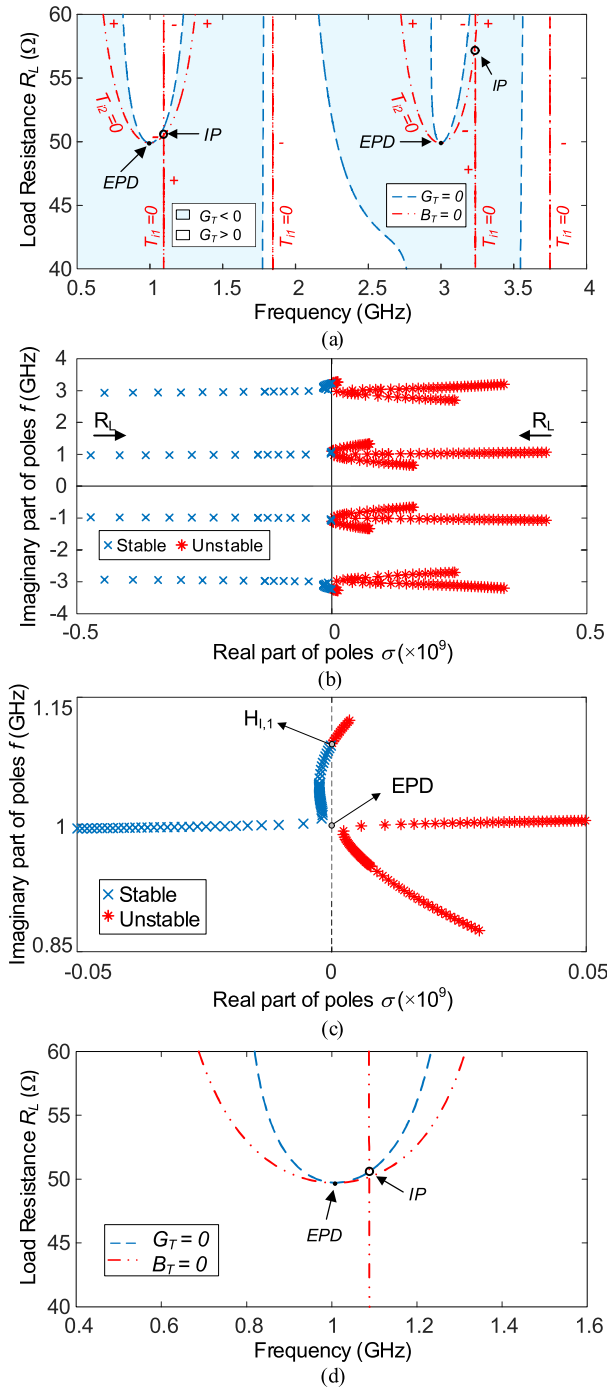 60
55
50
45
40
Load Resistance R_L (Ω)
+ - + + - +
T_i2=0
T_i2=0
IP
IP
EPD
EPD
-
-
-
-
+
+
T_i1=0
T_i1=0
T_i1=0
T_i1=0
G_T < 0
G_T > 0
G_T = 0
B_T = 0
0.5 1 1.5 2 2.5 3 3.5 4
Frequency (GHz)
(a)
4
3
2
1
0
-1
-2
-3
-4
Imaginary part of poles f (GHz)
R_L
R_L
Stable Unstable
-0.5 0 0.5
Real part of poles σ (×10⁹)
(b)
1.15
1
0.85
Imaginary part of poles f (GHz)
H_I,1
EPD
Stable
Unstable
-0.05 0 0.05
Real part of poles σ (×10⁹)
(c)
60
55
50
45
40
Load Resistance R_L (Ω)
IP
EPD
G_T = 0
B_T = 0
0.4 0.6 0.8 1 1.2 1.4 1.6
Frequency (GHz)
(d)